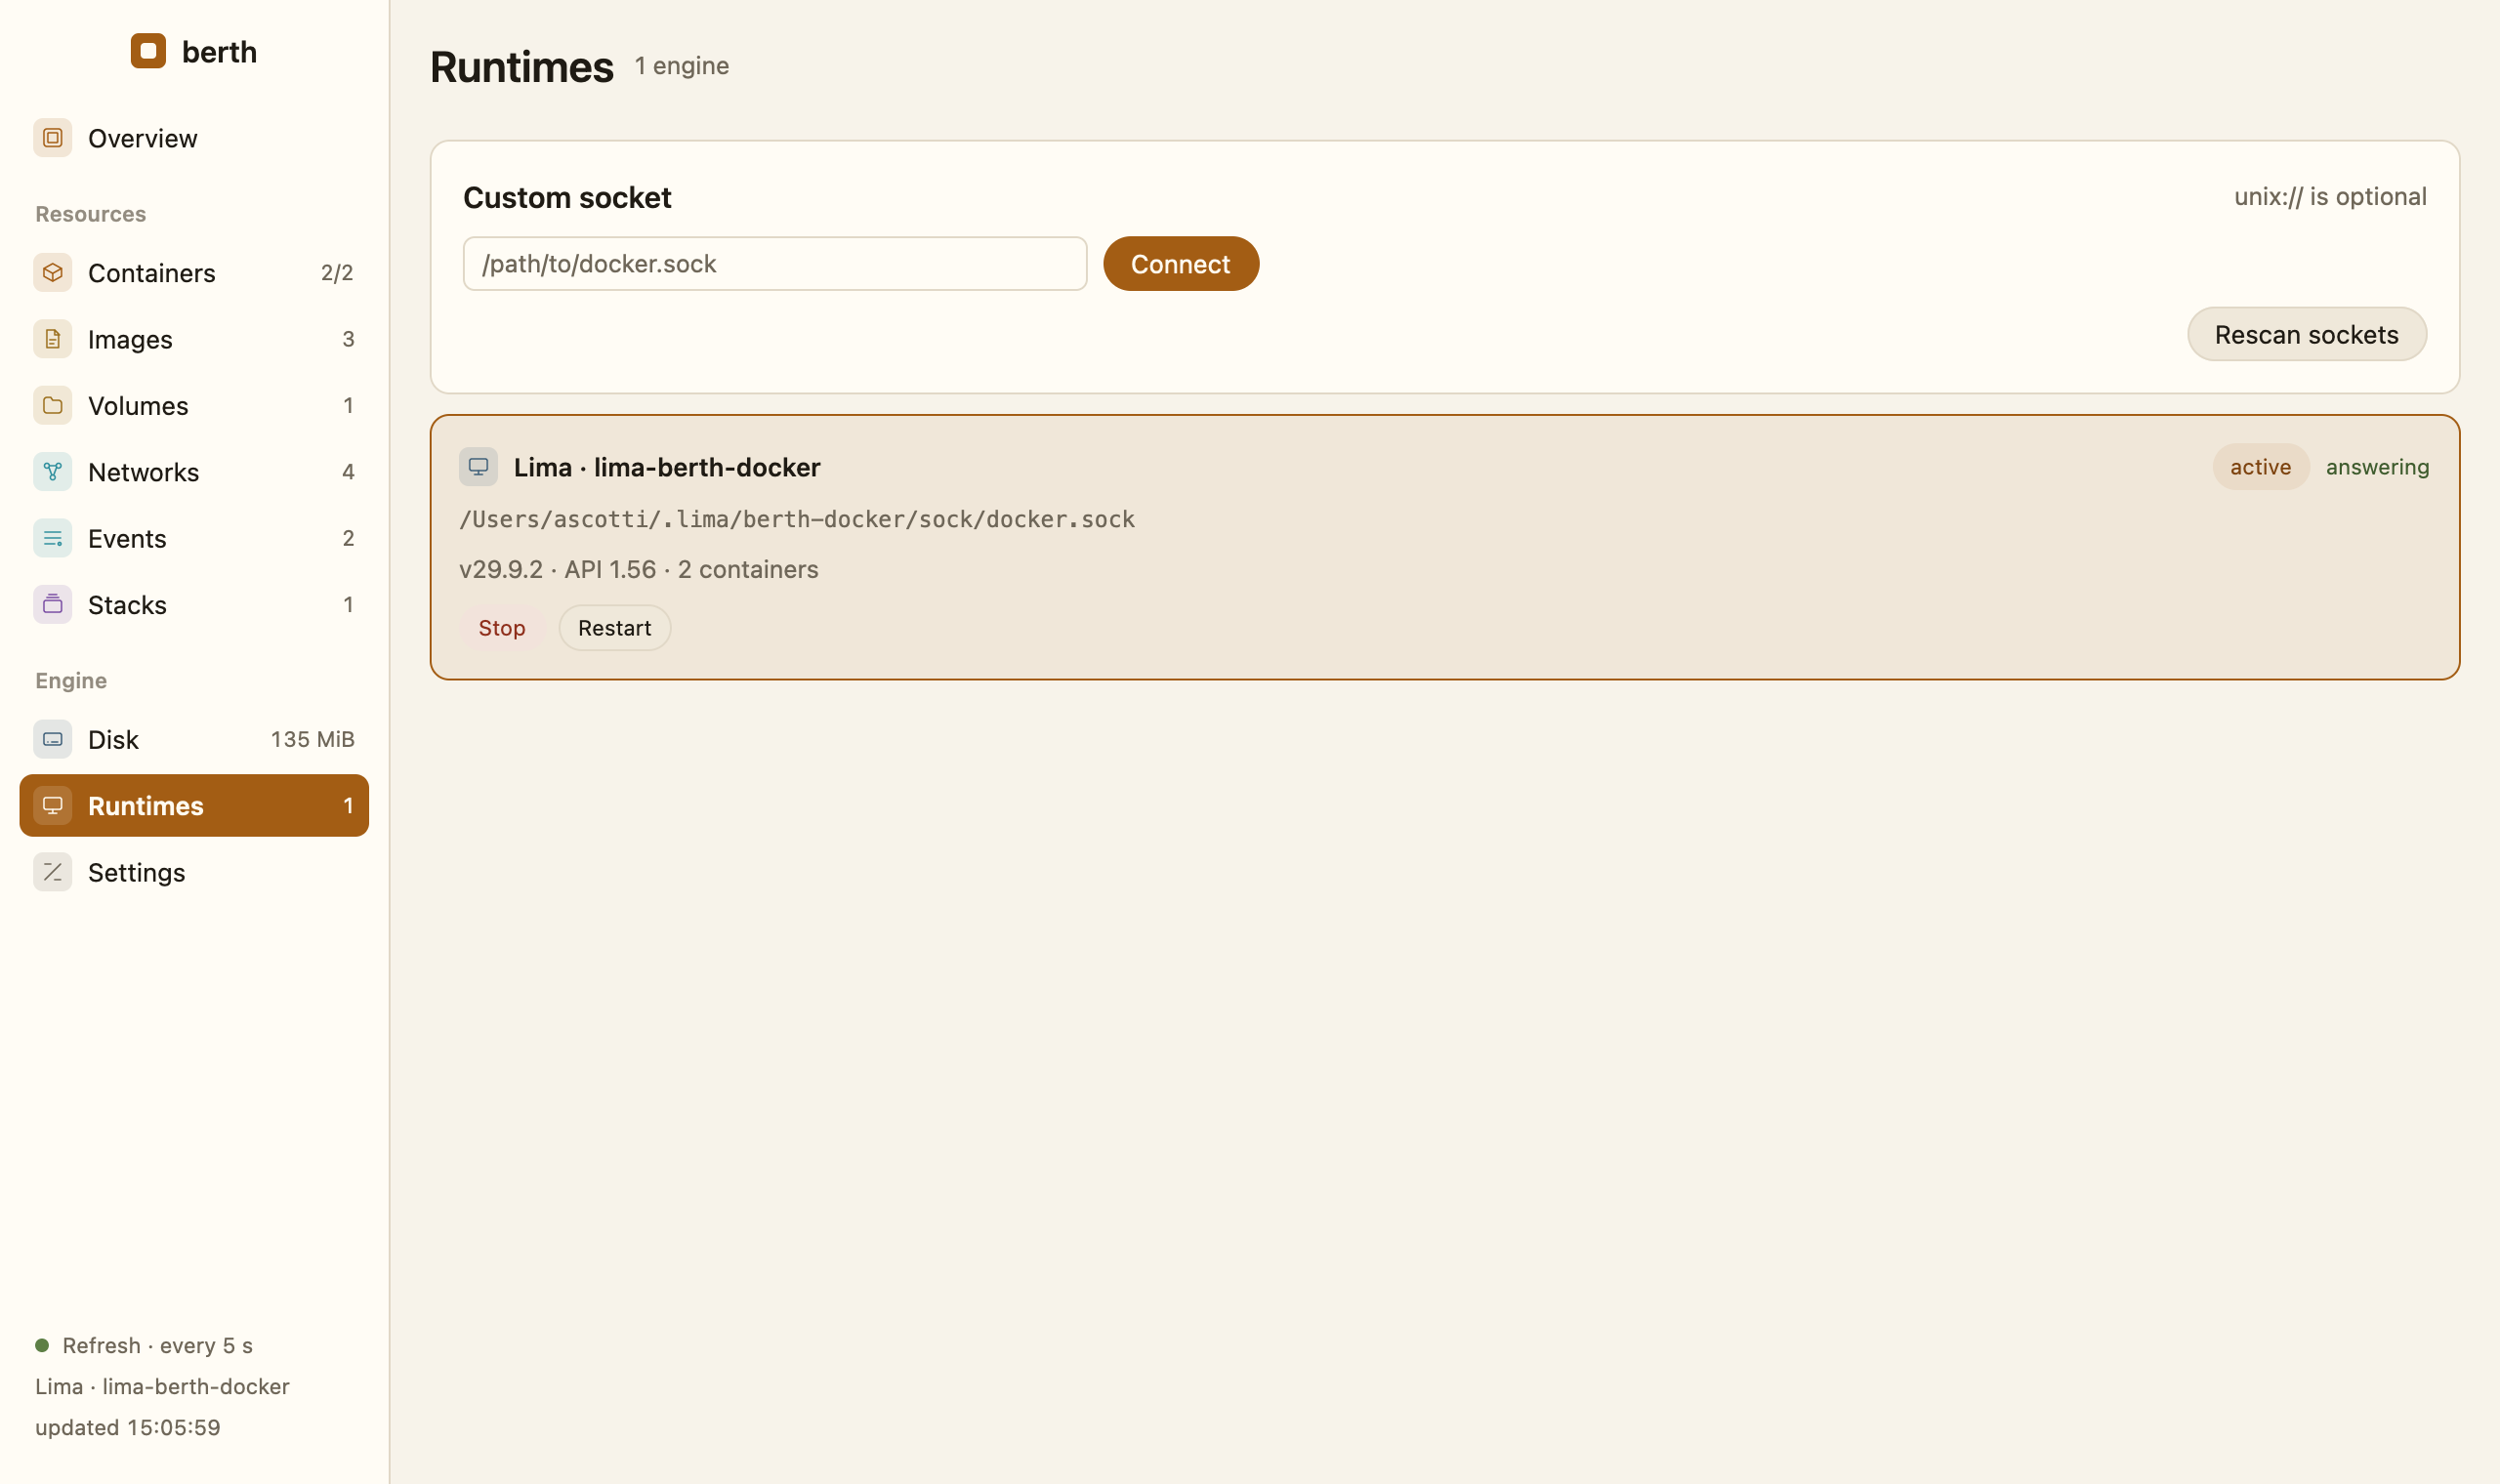 berth
Overview
Resources
Containers 2/2
Images 3
Volumes 1
Networks 4
Events 2
Stacks 1
Engine
Disk 135 MiB
Runtimes 1
Settings
Refresh · every 5 s
Lima · lima-berth-docker
updated 15:05:59
Runtimes 1 engine
Custom socket unix:// is optional
/path/to/docker.sock Connect
Rescan sockets
Lima · lima-berth-docker active answering
/Users/ascotti/.lima/berth-docker/sock/docker.sock
v29.9.2 · API 1.56 · 2 containers
Stop Restart